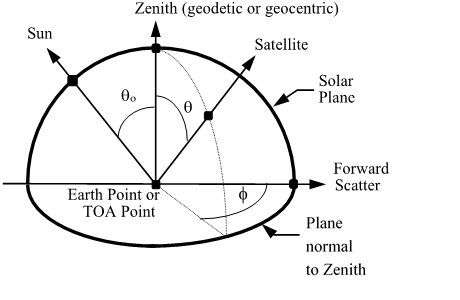 Zenith (geodetic or geocentric)
Sun
Satellite
Solar
Plane
θo
θ
Forward
Scatter
Earth Point or
TOA Point
ϕ
Plane
normal
to Zenith